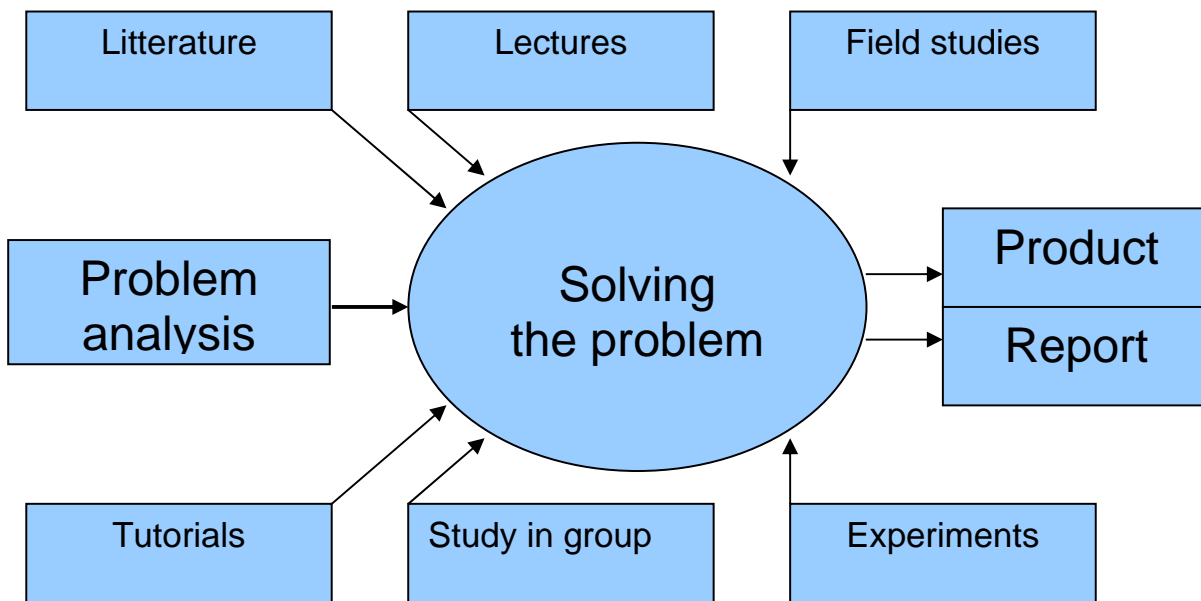 Litterature
Lectures
Field studies
Problem
analysis
Solving
the problem
Product
Report
Tutorials
Study in group
Experiments